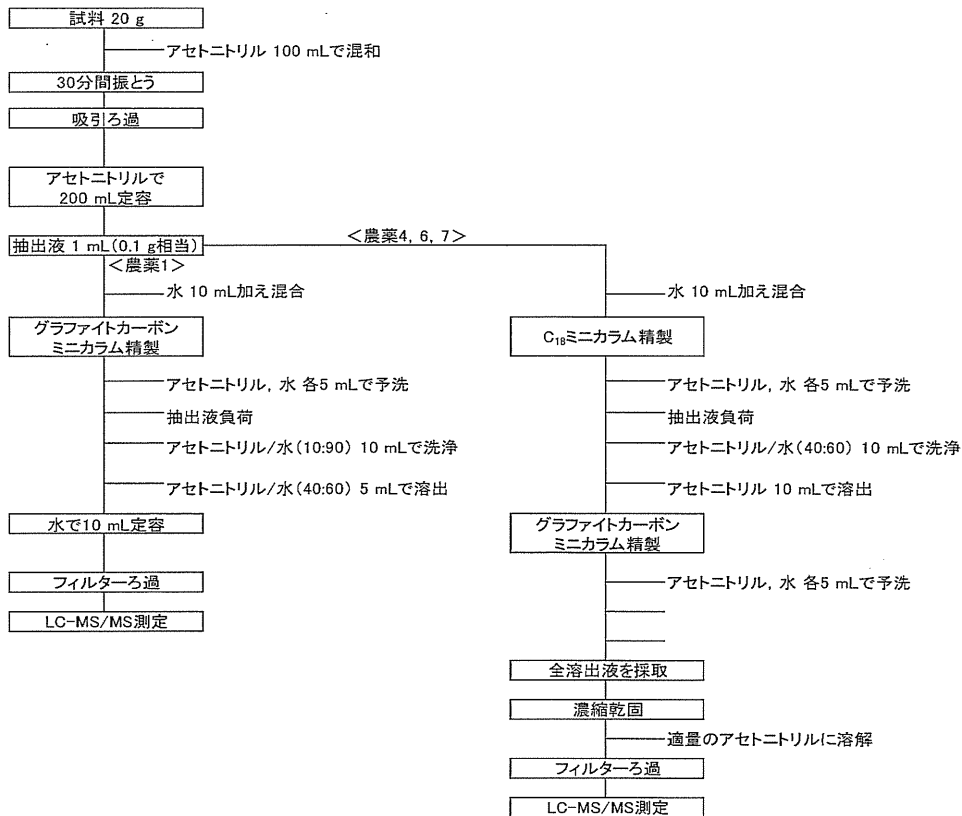 試料 20 g
アセトニトリル 100 mLで混和
30分間振とう
吸引ろ過
アセトニトリルで
200 mL定容
抽出液 1 mL(0.1 g相当)
<農薬4, 6, 7>
<農薬1>
水 10 mL加え混合
グラファイトカーボン
ミニカラム精製
アセトニトリル, 水 各5 mLで予洗
抽出液負荷
アセトニトリル/水(10:90) 10 mLで洗浄
アセトニトリル/水(40:60) 5 mLで溶出
水で10 mL定容
フィルターろ過
LC-MS/MS測定
水 10 mL加え混合
C₁₈ミニカラム精製
アセトニトリル, 水 各5 mLで予洗
抽出液負荷
アセトニトリル/水(40:60) 10 mLで洗浄
アセトニトリル 10 mLで溶出
グラファイトカーボン
ミニカラム精製
アセトニトリル, 水 各5 mLで予洗
全溶出液を採取
濃縮乾固
適量のアセトニトリルに溶解
フィルターろ過
LC-MS/MS測定